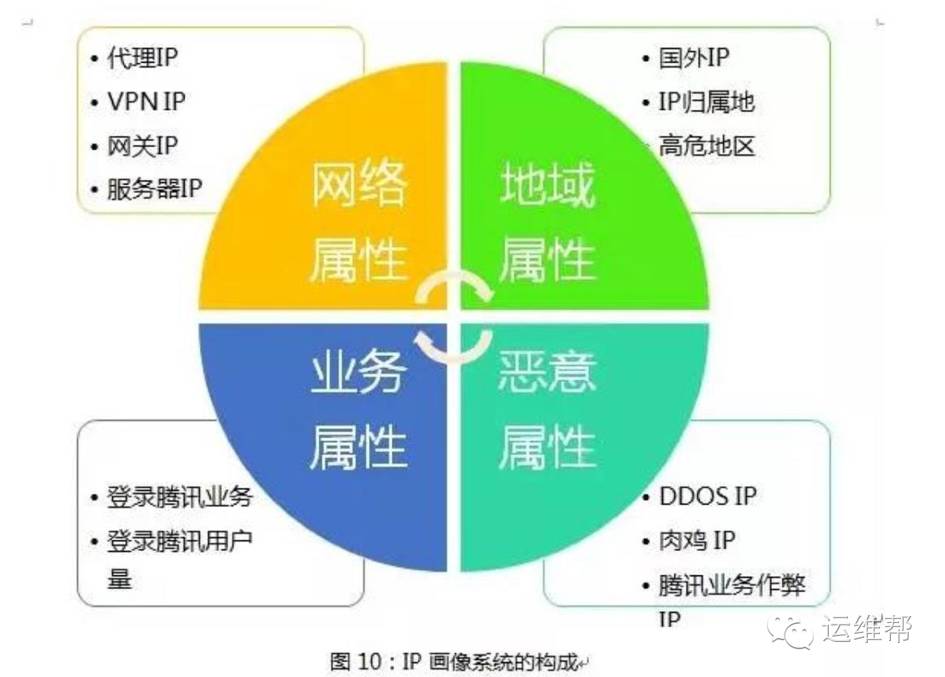 • 代理IP
• VPN IP
• 网关IP
• 服务器IP
• 国外IP
• IP归属地
• 高危地区
网络
属性
地域
属性
业务
属性
恶意
属性
• 登录腾讯业务
• 登录腾讯用户
量
• DDOS IP
• 肉鸡 IP
• 腾讯业务作弊
IP
运维帮
图 10：IP 画像系统的构成